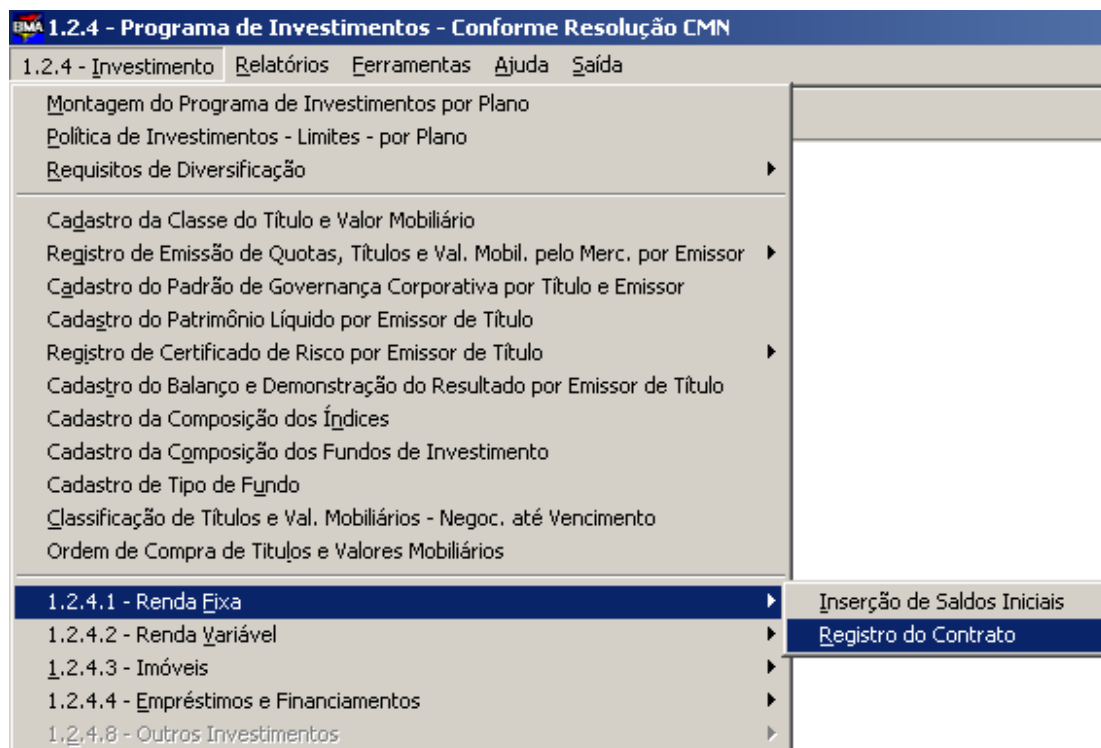 BMA 1.2.4 - Programa de Investimentos - Conforme Resolução CMN
1.2.4 - Investimento Relatórios Ferramentas Ajuda Saída
Montagem do Programa de Investimentos por Plano
Política de Investimentos - Limites - por Plano
Requisitos de Diversificação
Cadastro da Classe do Título e Valor Mobiliário
Registro de Emissão de Quotas, Títulos e Val. Mobil. pelo Merc. por Emissor
Cadastro do Padrão de Governança Corporativa por Título e Emissor
Cadastro do Patrimônio Líquido por Emissor de Título
Registro de Certificado de Risco por Emissor de Título
Cadastro do Balanço e Demonstração do Resultado por Emissor de Título
Cadastro da Composição dos Índices
Cadastro da Composição dos Fundos de Investimento
Cadastro de Tipo de Fundo
Classificação de Títulos e Val. Mobiliários - Negoc. até Vencimento
Ordem de Compra de Titulos e Valores Mobiliários
1.2.4.1 - Renda Fixa
Inserção de Saldos Iniciais
1.2.4.2 - Renda Variável
Registro do Contrato
1.2.4.3 - Imóveis
1.2.4.4 - Empréstimos e Financiamentos
1.2.4.8 - Outros Investimentos